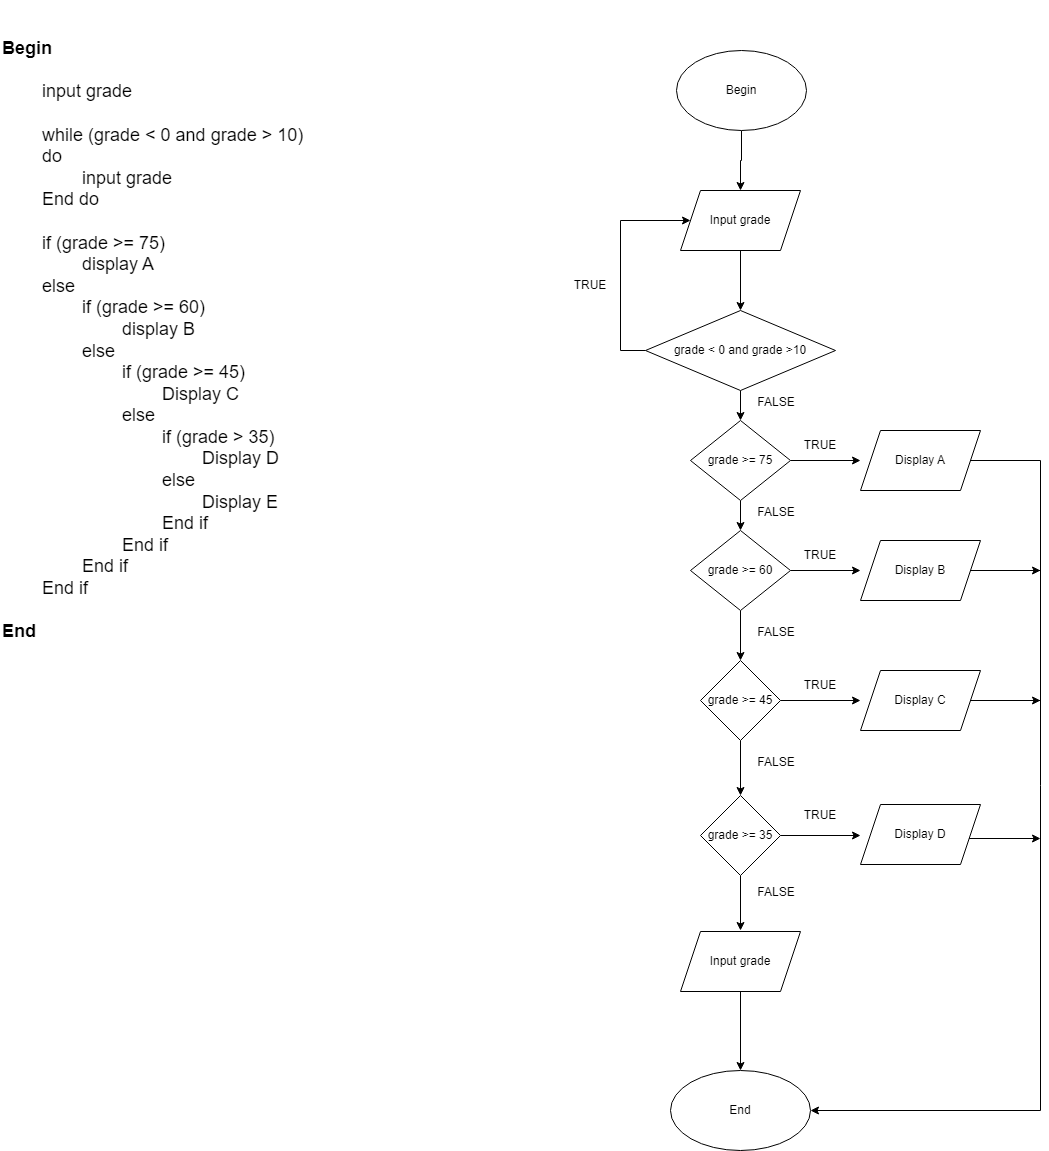 Begin
input grade
while (grade < 0 and grade > 10)
do
input grade
End do
if (grade >= 75)
display A
else
if (grade >= 60)
display B
else
if (grade >= 45)
Display C
else
if (grade > 35)
Display D
else
Display E
End if
End if
End if
End if
End
Begin
Input grade
TRUE
grade < 0 and grade >10
FALSE
grade >= 75
TRUE
Display A
FALSE
grade >= 60
TRUE
Display B
FALSE
grade >= 45
TRUE
Display C
FALSE
grade >= 35
TRUE
Display D
FALSE
Input grade
End